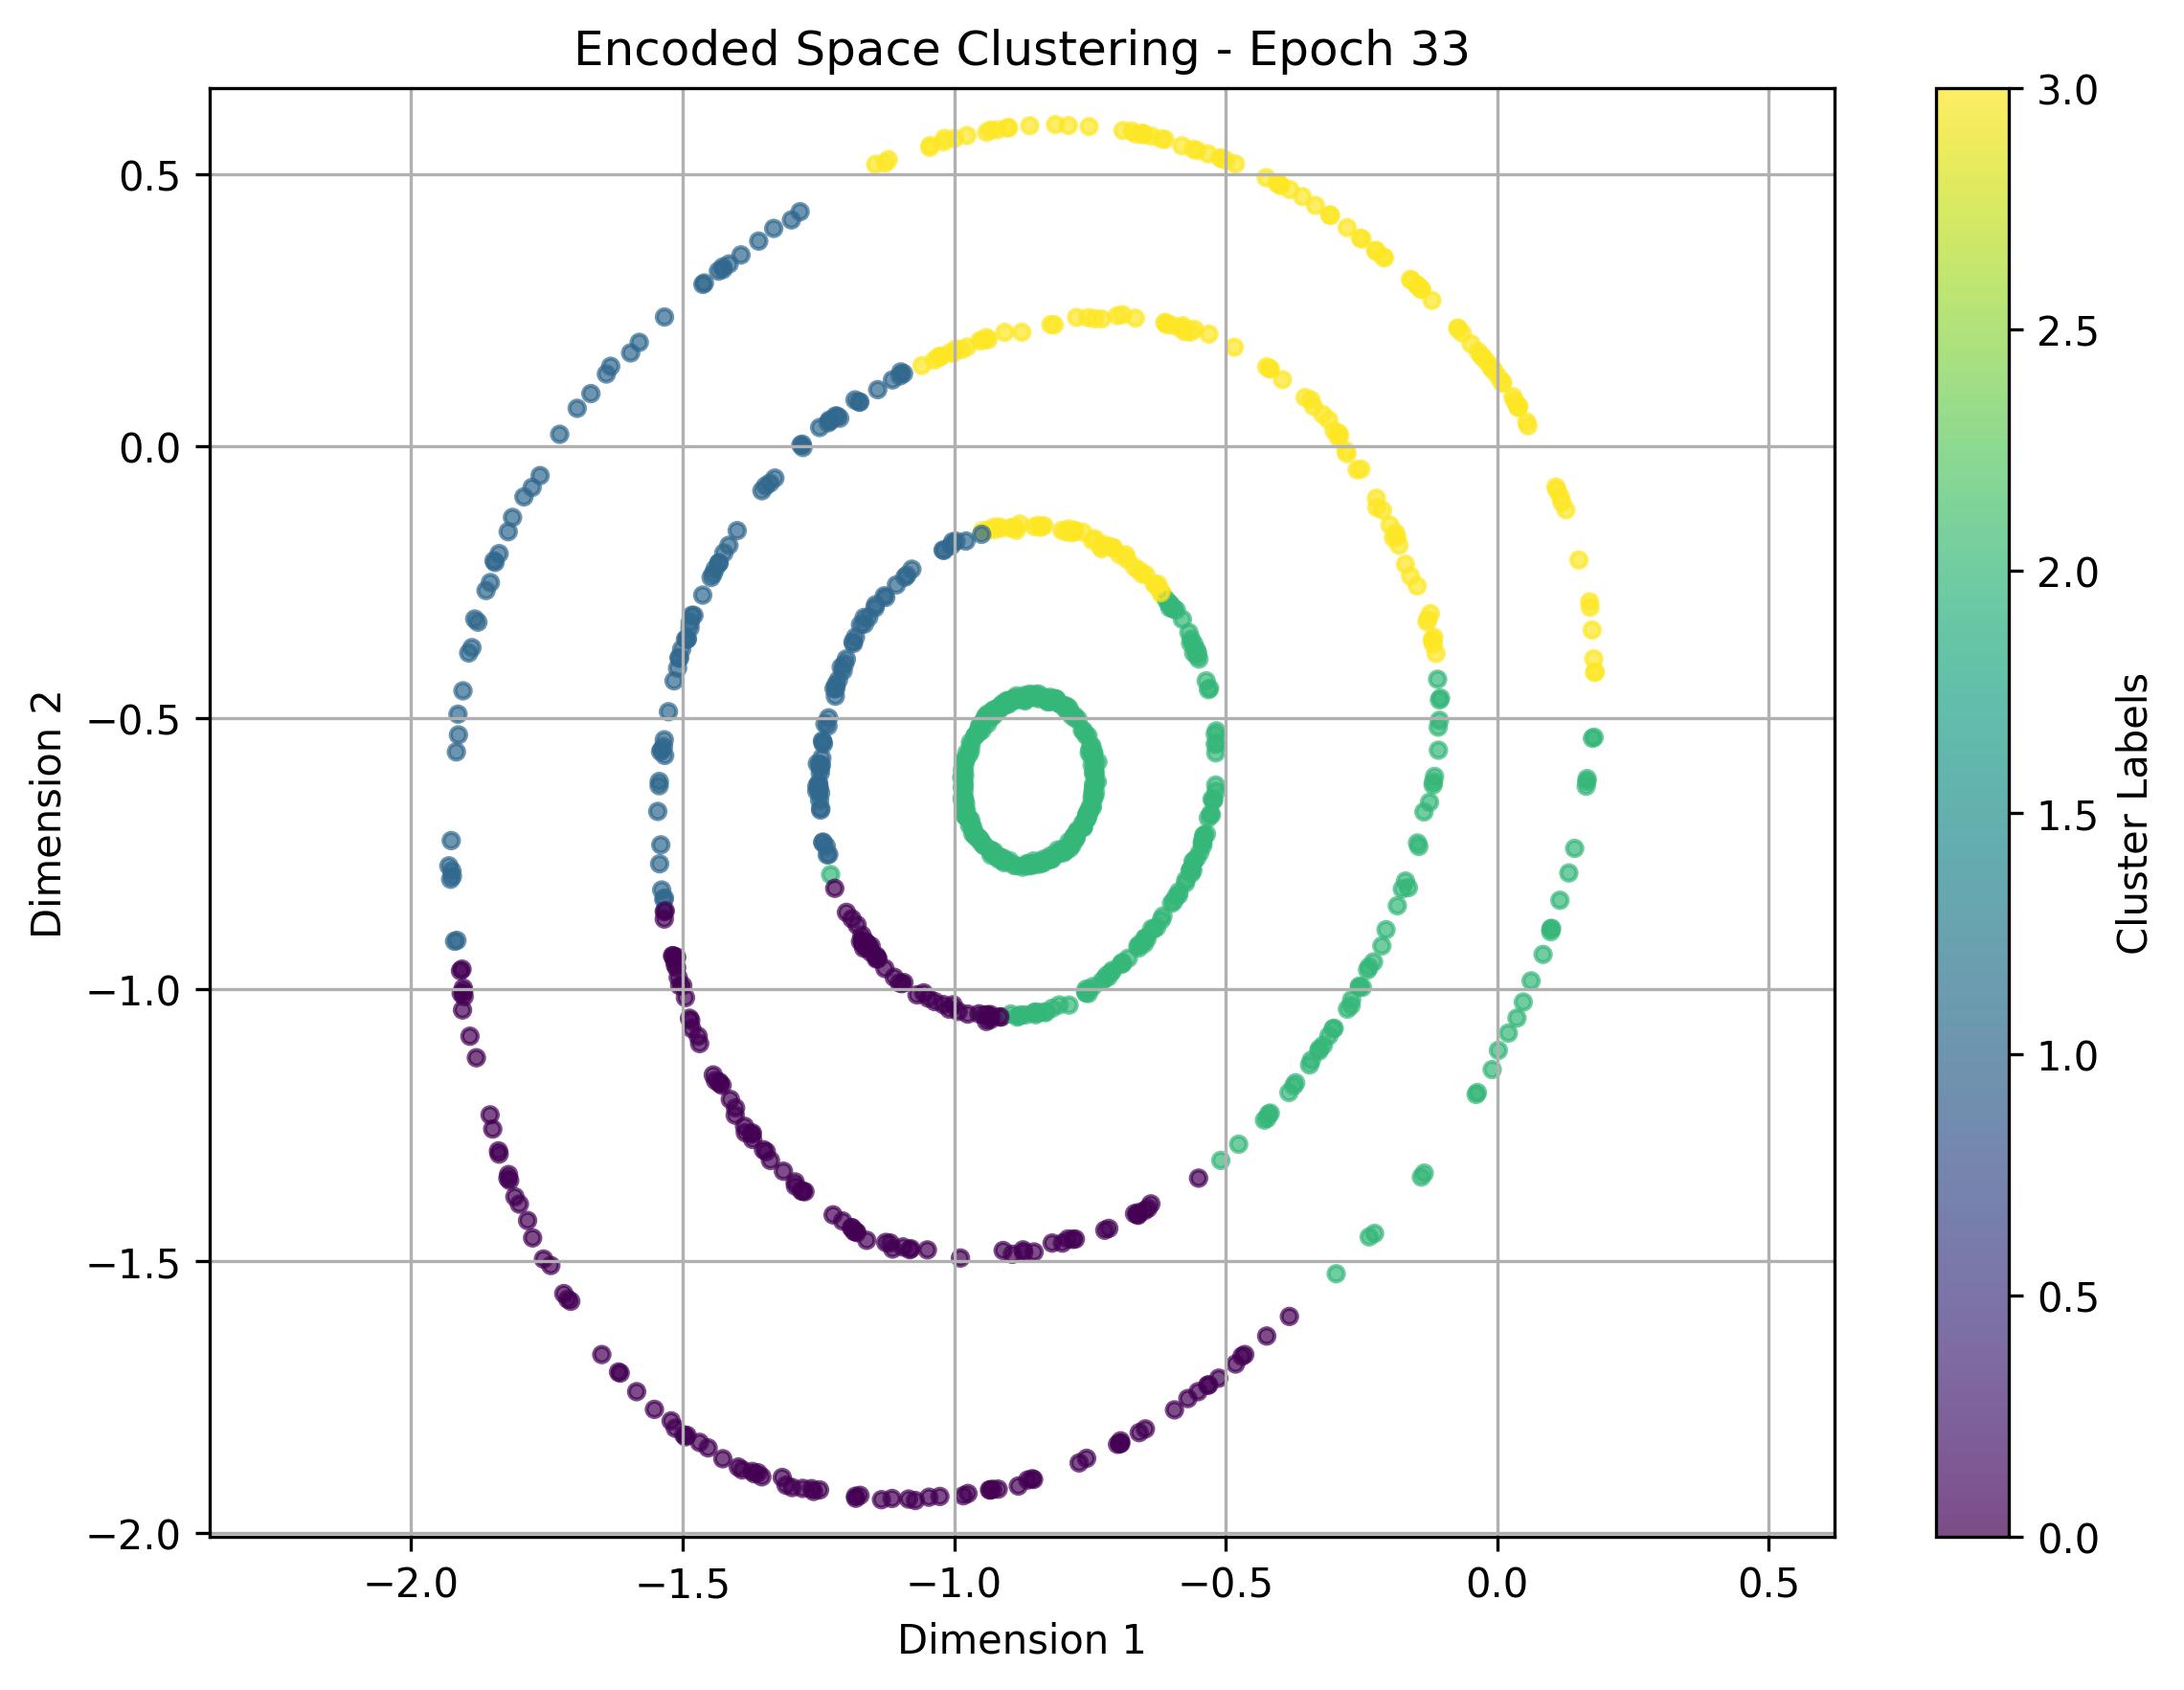 Encoded Space Clustering - Epoch 33
0.5
0.0
−0.5
−1.0
−1.5
−2.0
Dimension 2
−2.0 −1.5 −1.0 −0.5 0.0 0.5
Dimension 1
3.0
2.5
2.0
1.5
1.0
0.5
0.0
Cluster Labels